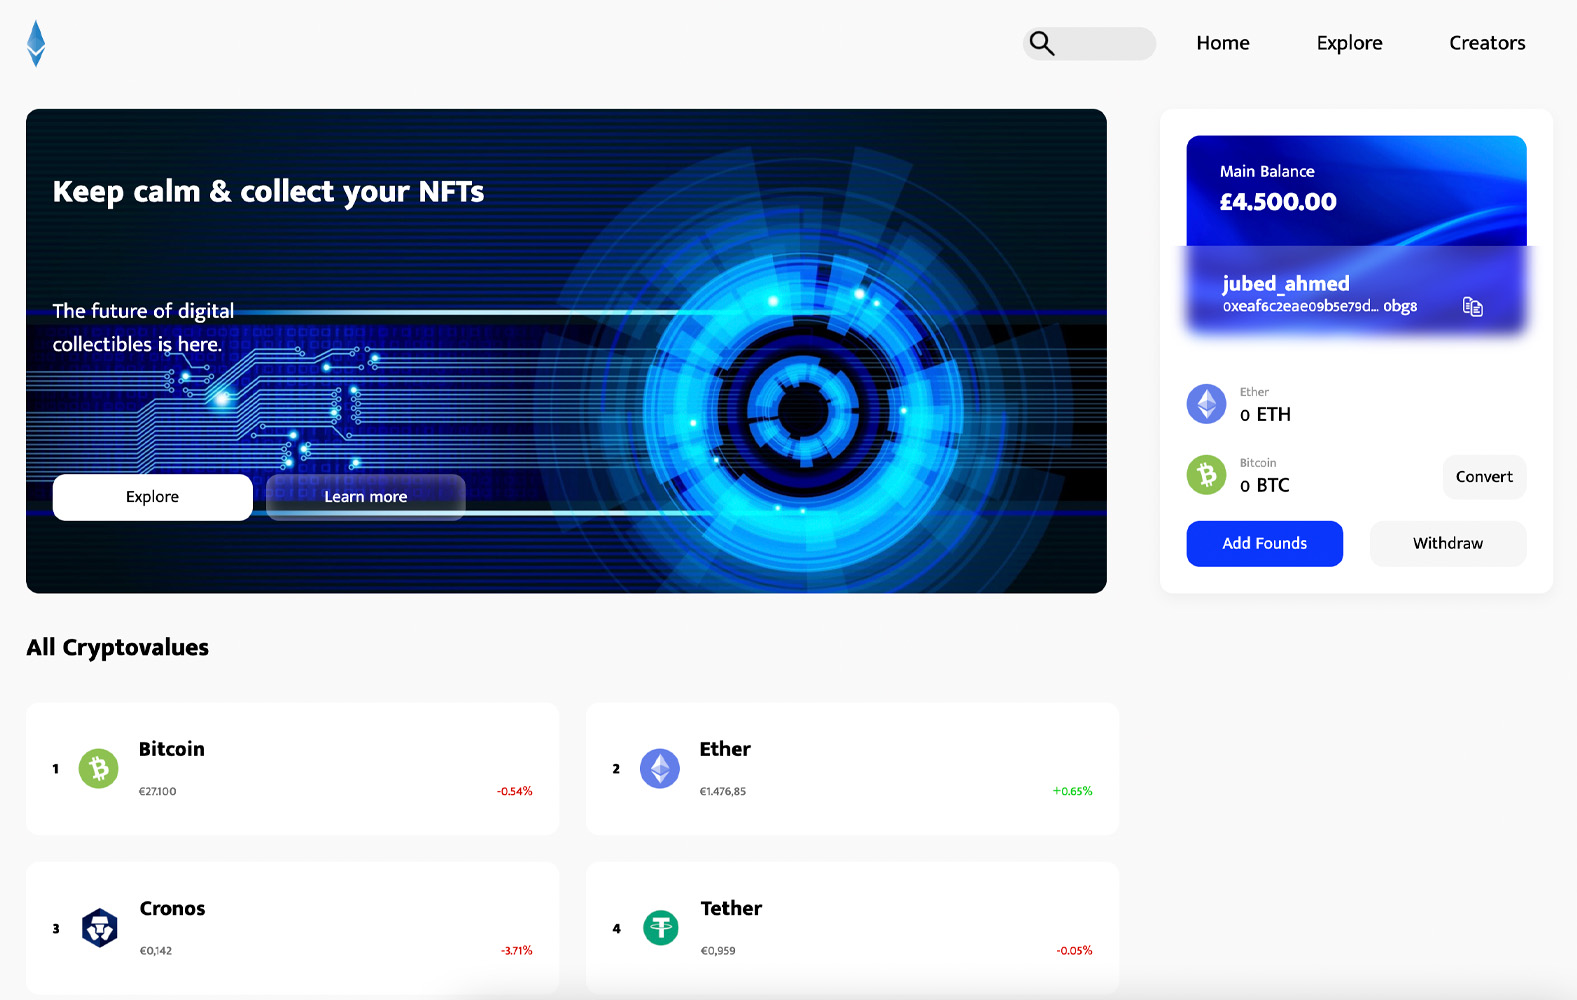 Home
Explore
Creators
Keep calm & collect your NFTs
The future of digital
collectibles is here.
Explore
Learn more
Main Balance
£4.500.00
jubed_ahmed
0xeaf6c2eae09b5e79d... 0bg8
Ether
0 ETH
Bitcoin
0 BTC
Convert
Add Founds
Withdraw
All Cryptovalues
1
Bitcoin
€27.100
-0.54%
2
Ether
€1.476,85
+0.65%
3
Cronos
€0,142
-3.71%
4
Tether
€0,959
-0.05%